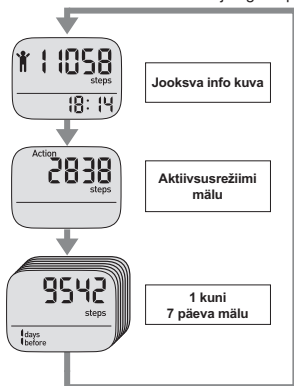 11058
steps
18:14
Jooksva info kuva
Action
2838
steps
Aktiivsusrežiimi
mälu
9542
steps
1 days
before
1 kuni
7 päeva mälu